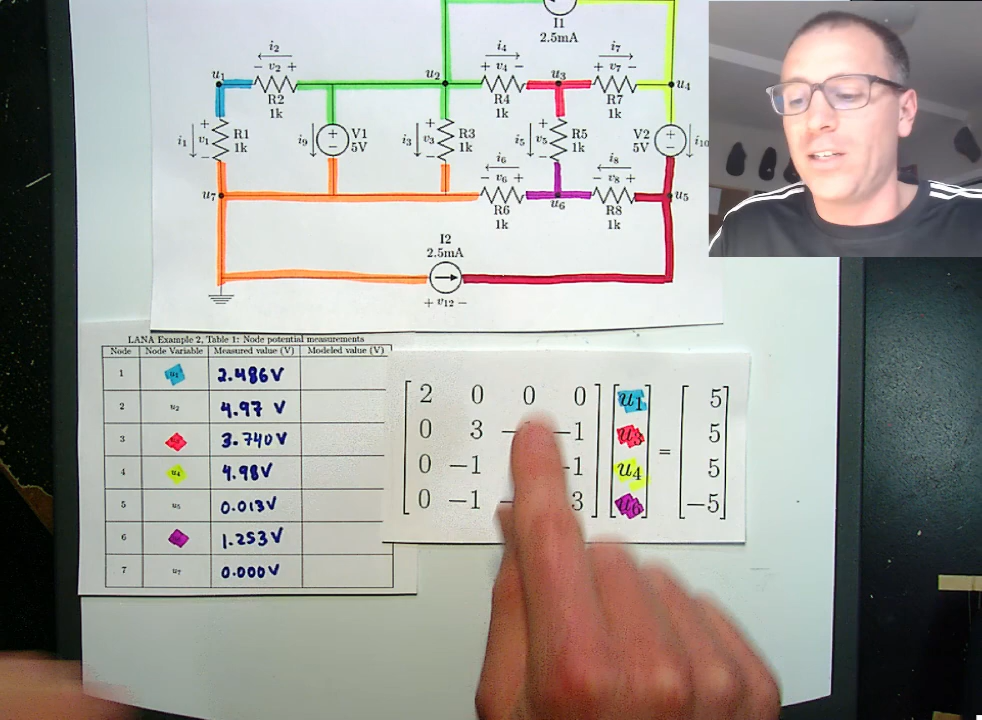 I1
2.5mA
i2
i4
i7
− v2 +
+ v4 −
+ v7 −
u1
u2
u3
u4
R2
1k
R4
1k
R7
1k
i1
+
v1
−
R1
1k
i9
+
−
V1
5V
i3
+
v3
−
R3
1k
i5
+
v5
−
R5
1k
V2
5V
+
−
i10
i6
− v6 +
i8
− v8 +
u7
R6
1k
u6
R8
1k
u5
I2
2.5mA
+ v12 −
LANA Example 2, Table 1: Node potential measurements
Node Node Variable Measured value (V) Modeled value (V)
1 u1 2.486V
2 u2 4.97 V
3 3.740V
4 u4 4.98V
5 u5 0.013V
6 1.253V
7 u7 0.000V
2 0 0 0 u1 5
0 3 −1 u3 5
0 −1 −1 u4 = 5
0 −1 − 3 u6 −5